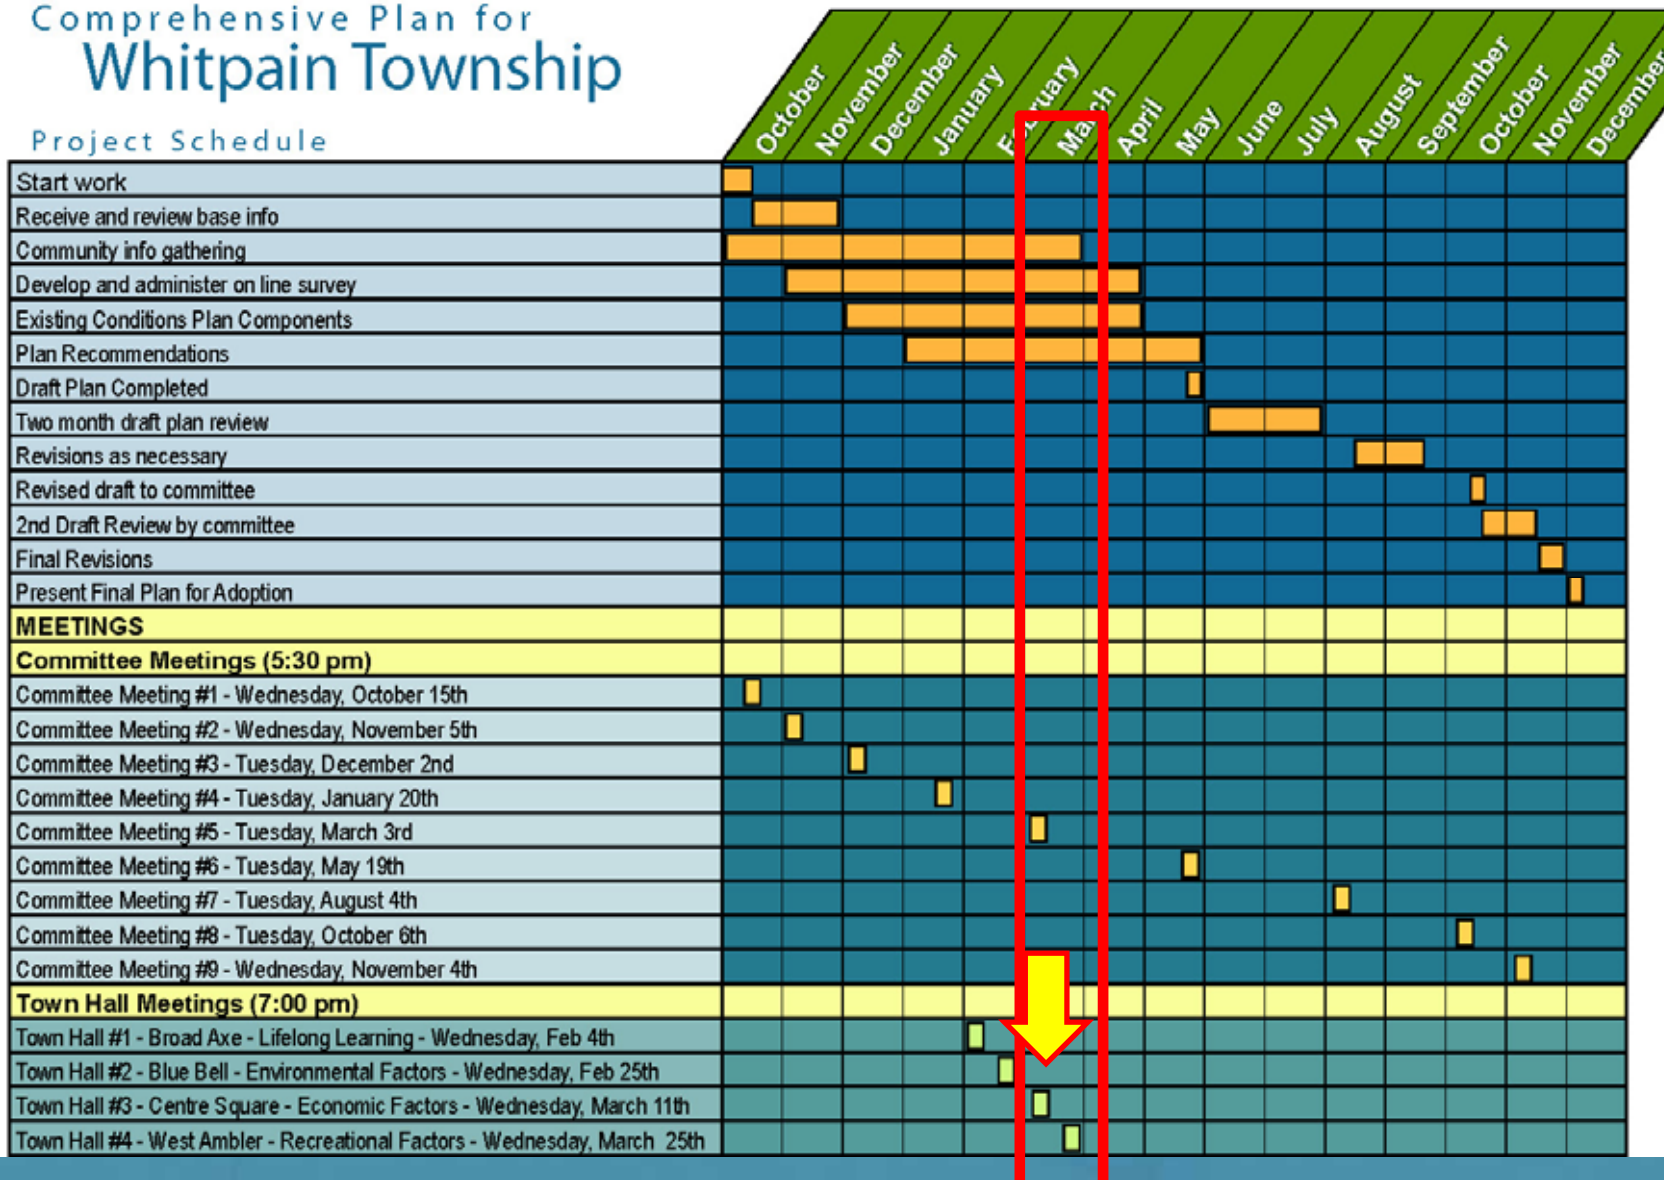 Comprehensive Plan for
Whitpain Township
Project Schedule
October November December January February March April May June July August September October November December
Start work
Receive and review base info
Community info gathering
Develop and administer on line survey
Existing Conditions Plan Components
Plan Recommendations
Draft Plan Completed
Two month draft plan review
Revisions as necessary
Revised draft to committee
2nd Draft Review by committee
Final Revisions
Present Final Plan for Adoption
MEETINGS
Committee Meetings (5:30 pm)
Committee Meeting #1 - Wednesday, October 15th
Committee Meeting #2 - Wednesday, November 5th
Committee Meeting #3 - Tuesday, December 2nd
Committee Meeting #4 - Tuesday, January 20th
Committee Meeting #5 - Tuesday, March 3rd
Committee Meeting #6 - Tuesday, May 19th
Committee Meeting #7 - Tuesday, August 4th
Committee Meeting #8 - Tuesday, October 6th
Committee Meeting #9 - Wednesday, November 4th
Town Hall Meetings (7:00 pm)
Town Hall #1 - Broad Axe - Lifelong Learning - Wednesday, Feb 4th
Town Hall #2 - Blue Bell - Environmental Factors - Wednesday, Feb 25th
Town Hall #3 - Centre Square - Economic Factors - Wednesday, March 11th
Town Hall #4 - West Ambler - Recreational Factors - Wednesday, March 25th